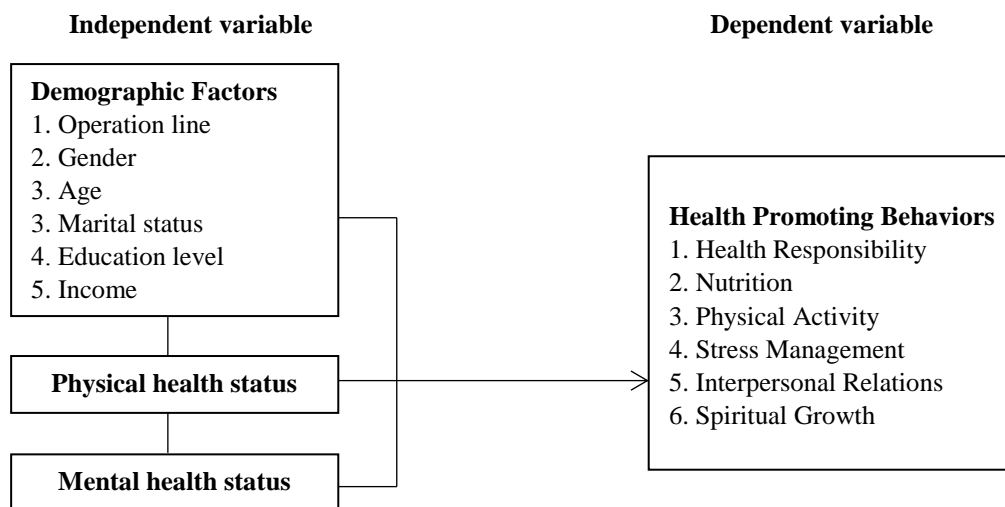 Independent variable
Dependent variable
Demographic Factors
1. Operation line
2. Gender
3. Age
3. Marital status
4. Education level
5. Income
Physical health status
Mental health status
Health Promoting Behaviors
1. Health Responsibility
2. Nutrition
3. Physical Activity
4. Stress Management
5. Interpersonal Relations
6. Spiritual Growth